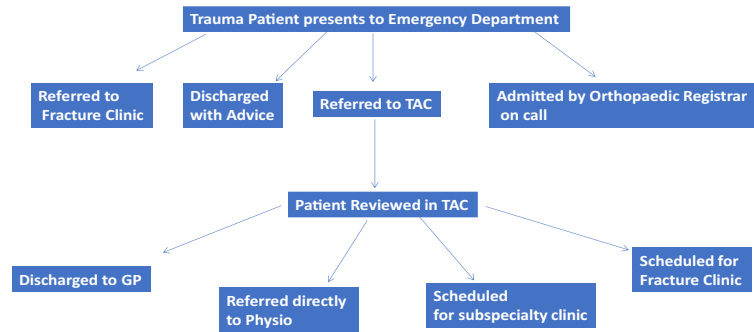 Trauma Patient presents to Emergency Department
Referred to
Fracture Clinic
Discharged
with Advice
Referred to TAC
Admitted by Orthopaedic Registrar
on call
Patient Reviewed in TAC
Discharged to GP
Referred directly
to Physio
Scheduled
for subspecialty clinic
Scheduled for
Fracture Clinic